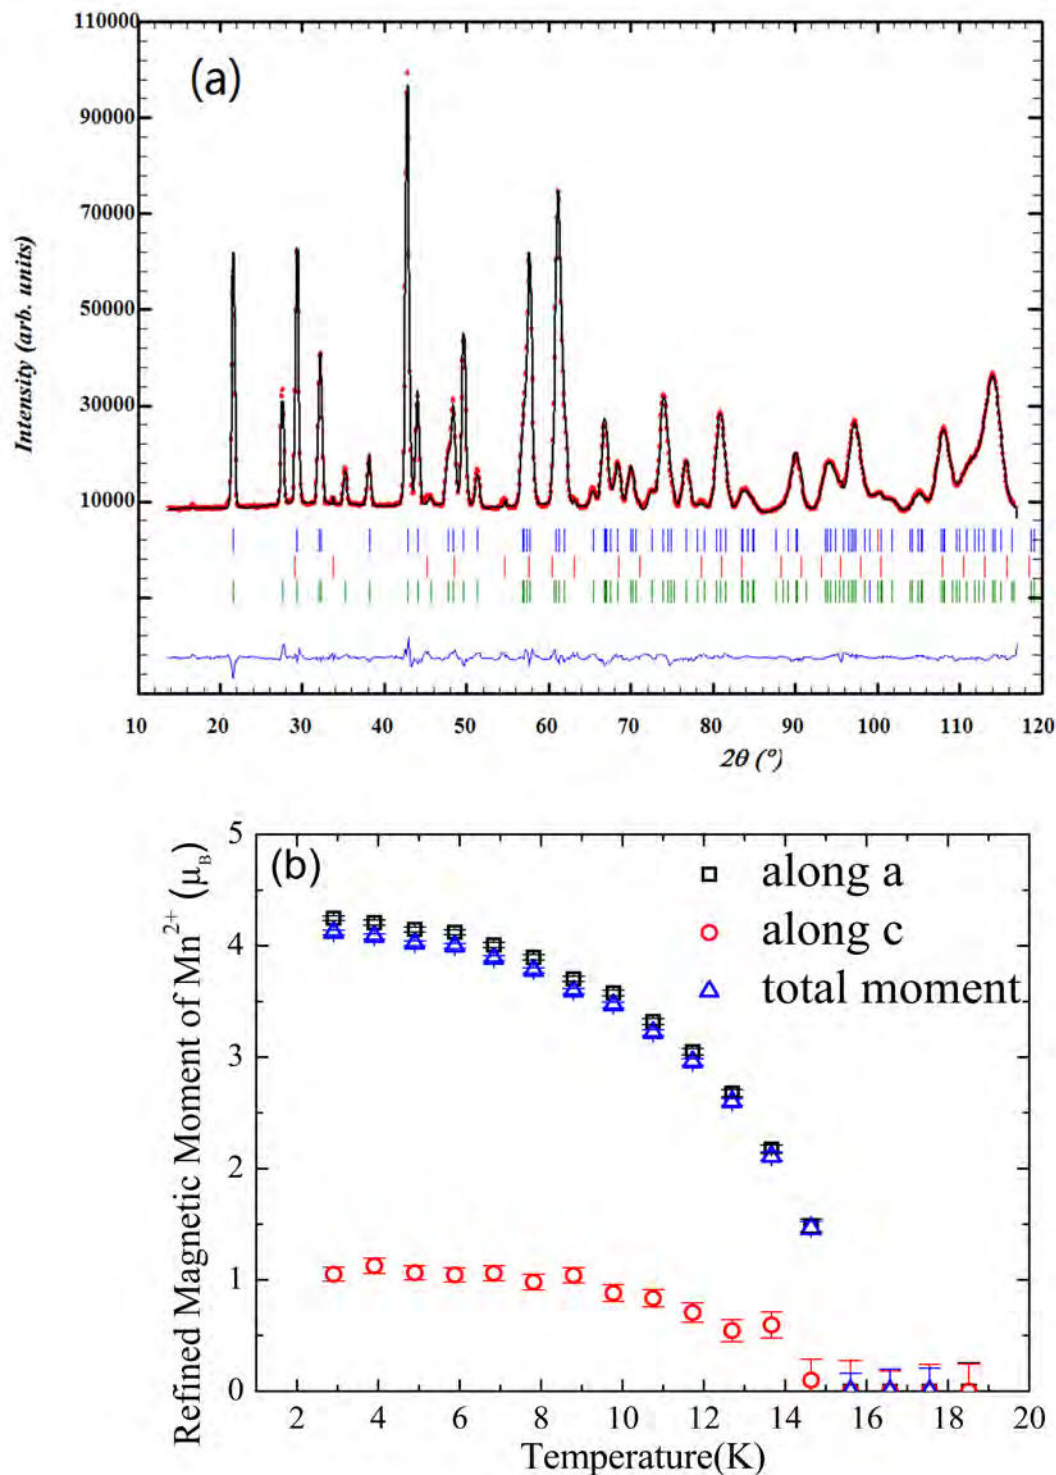 110000
(a)
90000
70000
50000
30000
10000
Intensity (arb. units)
10 20 30 40 50 60 70 80 90 100 110 120
2θ (°)
(b)
along a
along c
total moment
5
4
3
2
1
0
Refined Magnetic Moment of Mn²⁺ (μ_B)
2 4 6 8 10 12 14 16 18 20
Temperature(K)